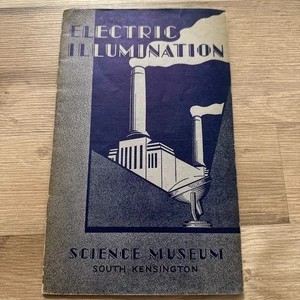 ELECTRIC
ILLUMINATION
SCIENCE MUSEUM
SOUTH KENSINGTON